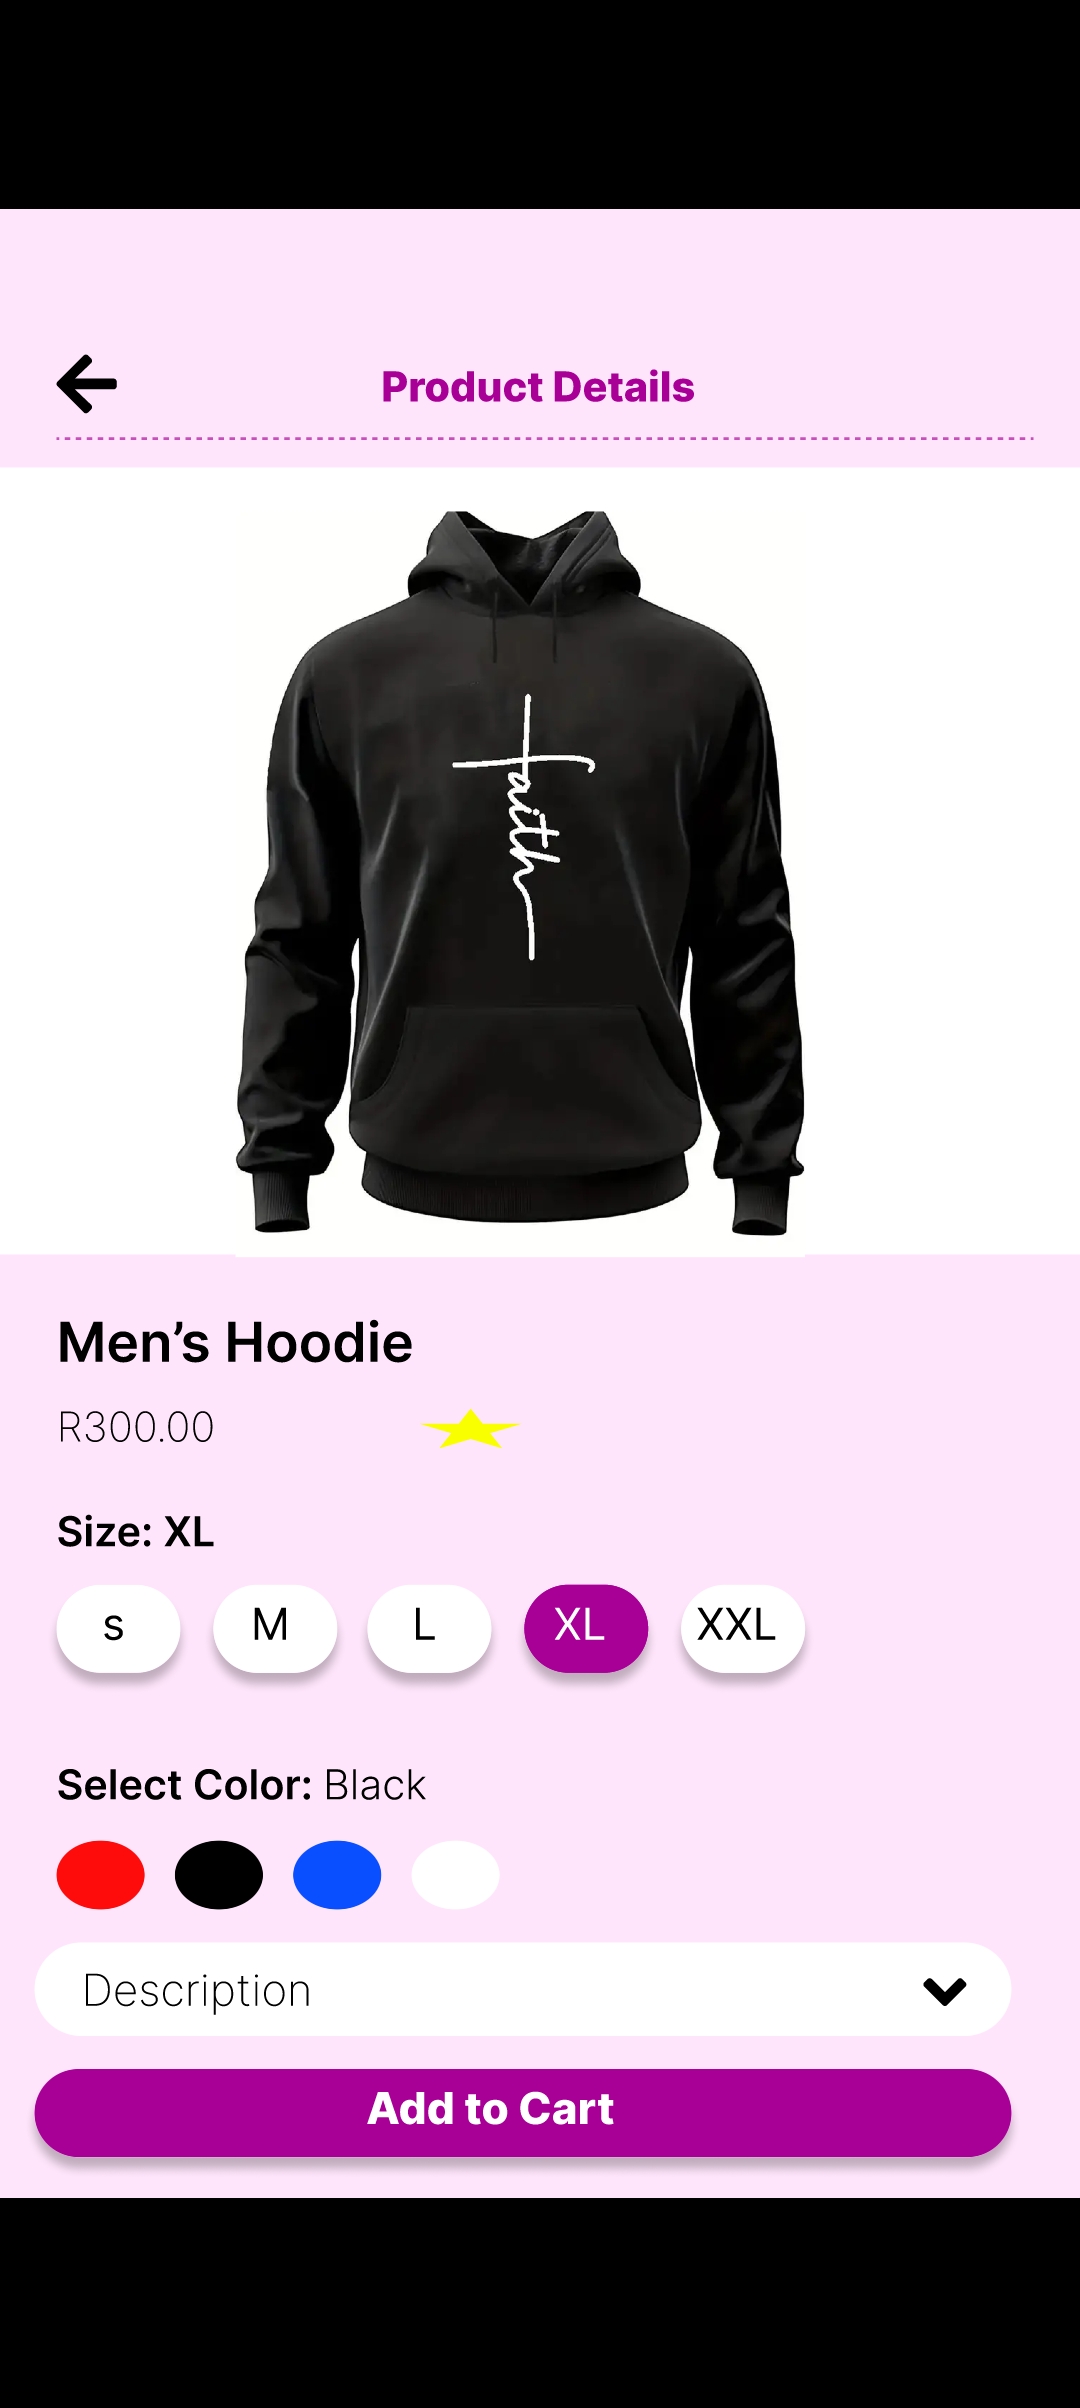 Product Details
faith
Men’s Hoodie
R300.00
Size: XL
s M L XL XXL
Select Color: Black
Description
Add to Cart